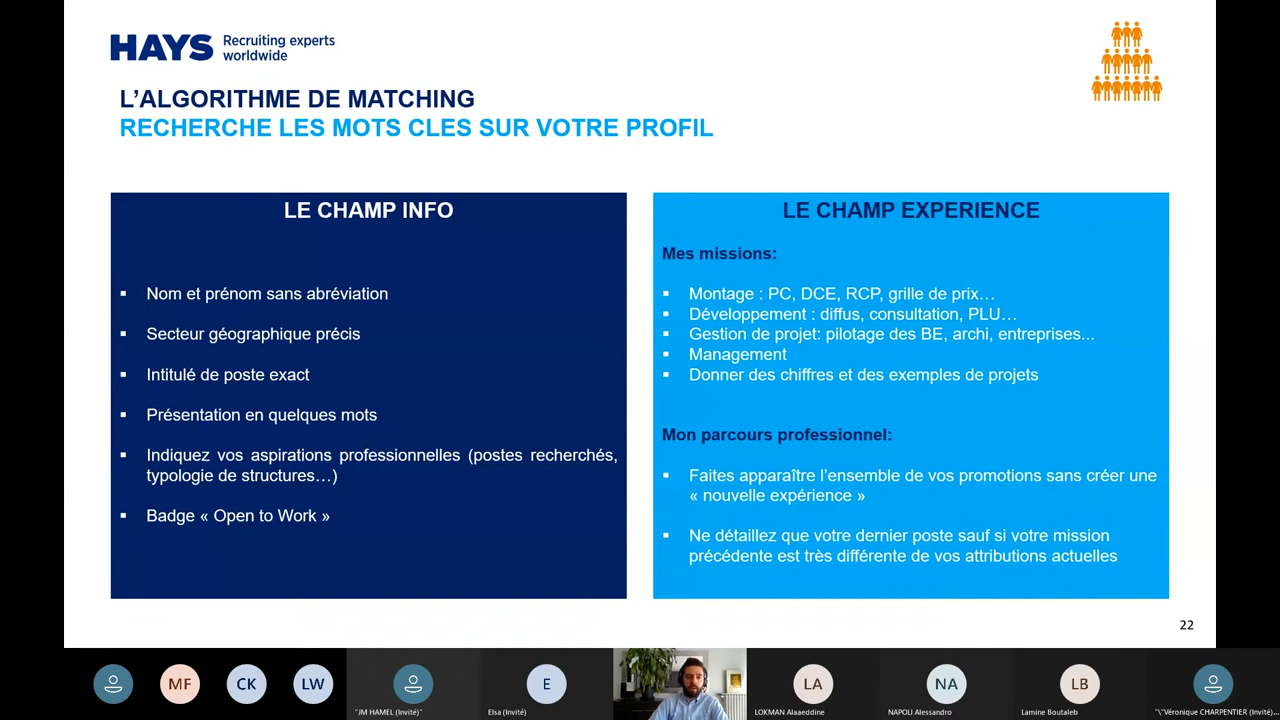 HAYS Recruiting experts
worldwide
L’ALGORITHME DE MATCHING
RECHERCHE LES MOTS CLES SUR VOTRE PROFIL
LE CHAMP INFO
▪ Nom et prénom sans abréviation
▪ Secteur géographique précis
▪ Intitulé de poste exact
▪ Présentation en quelques mots
▪ Indiquez vos aspirations professionnelles (postes recherchés,
typologie de structures…)
▪ Badge « Open to Work »
LE CHAMP EXPERIENCE
Mes missions:
▪ Montage : PC, DCE, RCP, grille de prix…
▪ Développement : diffus, consultation, PLU…
▪ Gestion de projet: pilotage des BE, archi, entreprises...
▪ Management
▪ Donner des chiffres et des exemples de projets
Mon parcours professionnel:
▪ Faites apparaître l’ensemble de vos promotions sans créer une
« nouvelle expérience »
▪ Ne détaillez que votre dernier poste sauf si votre mission
précédente est très différente de vos attributions actuelles
22
MF
CK
LW
"JM HAMEL (Invité)"
E
Elsa (Invité)
LA
LOKMAN Alaaeddine
NA
NAPOLI Alessandro
LB
Lamine Boutaleb
"\"Véronique CHARPENTIER (Invité)...